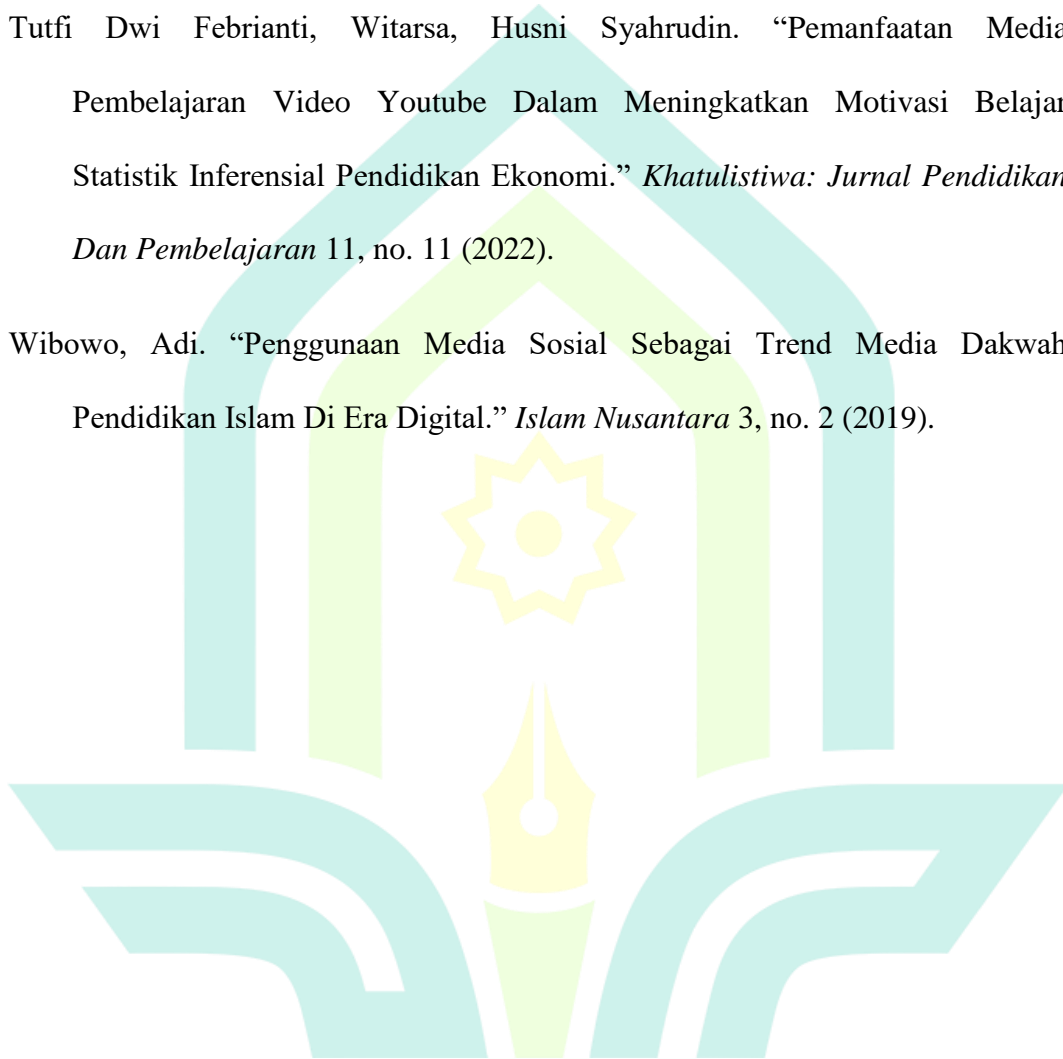 Tutfi Dwi Febrianti, Witarsa, Husni Syahrudin. “Pemanfaatan Media
Pembelajaran Video Youtube Dalam Meningkatkan Motivasi Belajar
Statistik Inferensial Pendidikan Ekonomi.” Khatulistiwa: Jurnal Pendidikan
Dan Pembelajaran 11, no. 11 (2022).
Wibowo, Adi. “Penggunaan Media Sosial Sebagai Trend Media Dakwah
Pendidikan Islam Di Era Digital.” Islam Nusantara 3, no. 2 (2019).